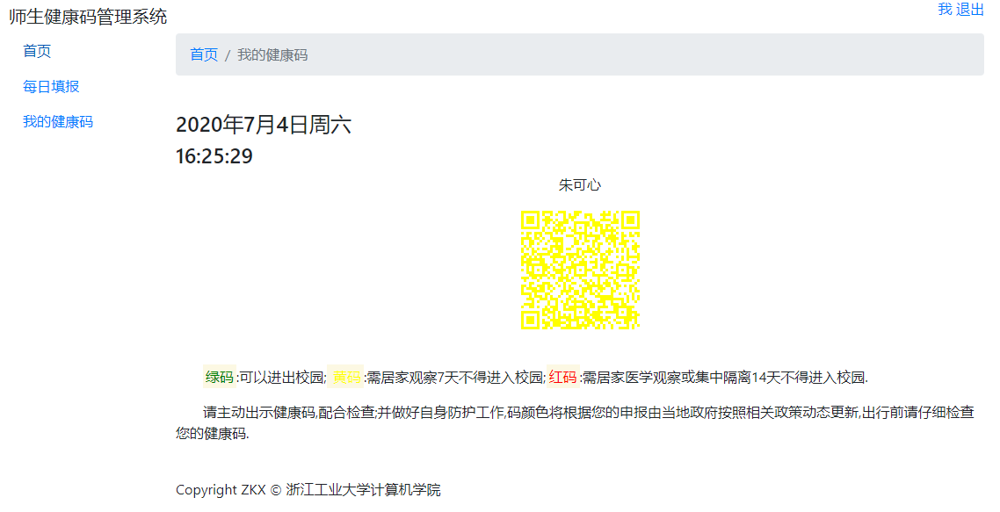 师生健康码管理系统
我 退出
首页
每日填报
我的健康码
首页 / 我的健康码
2020年7月4日周六
16:25:29
朱可心
绿码:可以进出校园; 黄码:需居家观察7天不得进入校园; 红码:需居家医学观察或集中隔离14天不得进入校园.
请主动出示健康码,配合检查;并做好自身防护工作,码颜色将根据您的申报由当地政府按照相关政策动态更新,出行前请仔细检查
您的健康码.
Copyright ZKX © 浙江工业大学计算机学院